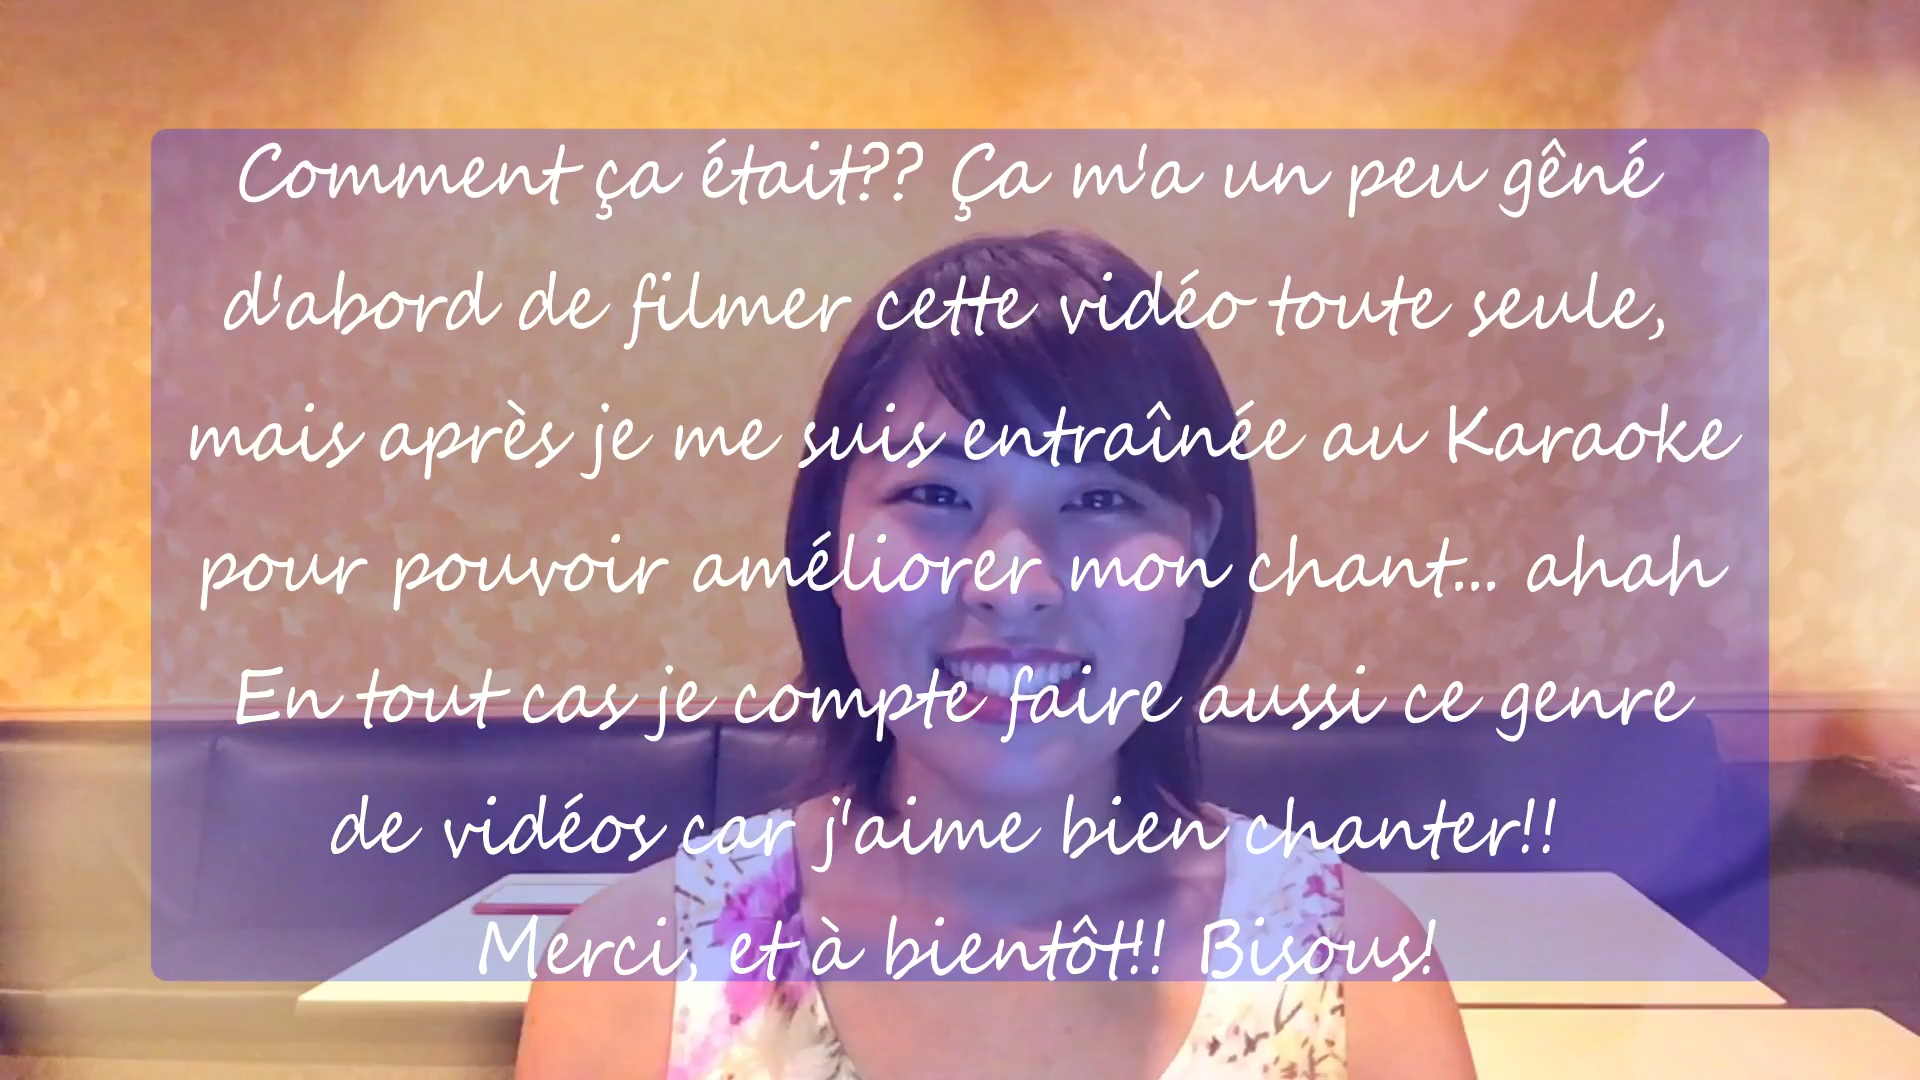 Comment ça était?? Ça m'a un peu gêné
d'abord de filmer cette vidéo toute seule,
mais après je me suis entraînée au Karaoke
pour pouvoir améliorer mon chant... ahah
En tout cas je compte faire aussi ce genre
de vidéos car j'aime bien chanter!!
Merci, et à bientôt!! Bisous!